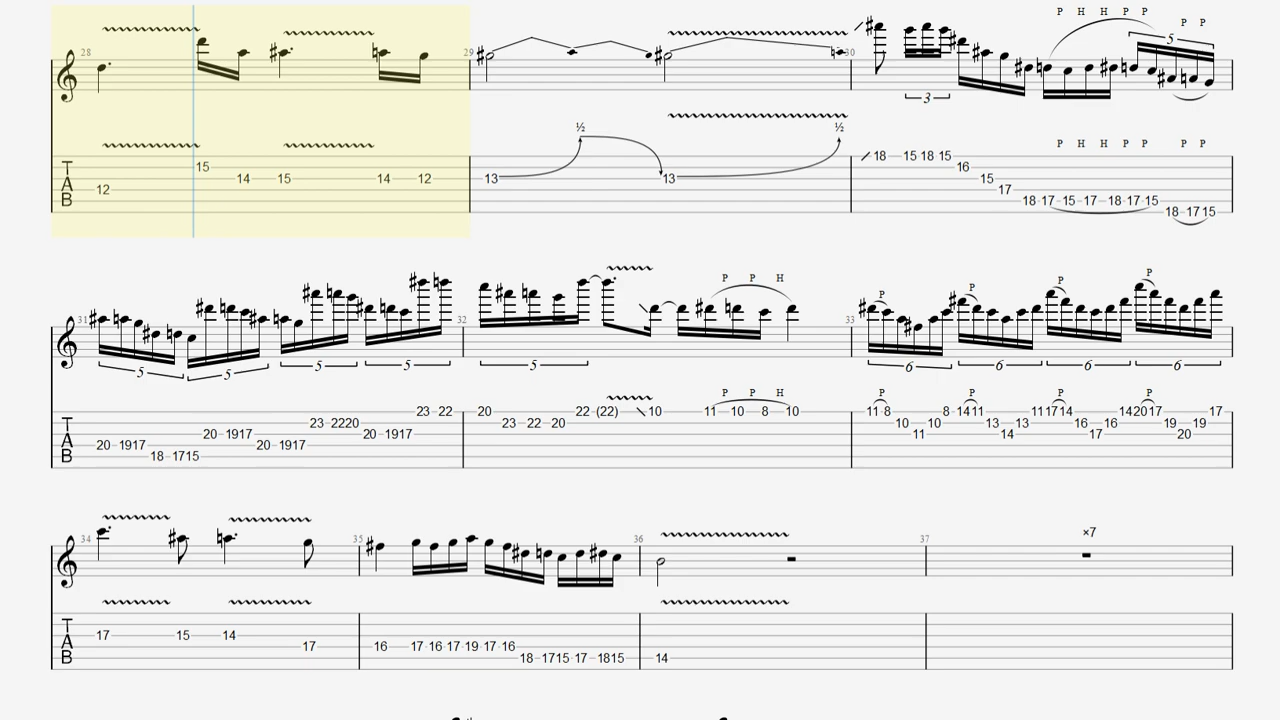 28 29 30
P H H P P P P
5
3
½ ½
P H H P P P P
T 15 18 15 18 15
A 14 15 14 12 13 13 16
B 12 15
17
18 17 15 17 18 17 15
18 17 15
31 32 33
P P H P P P P
5 5 5 5 5 6 6 6 6
P P H P P P P
T 23 22 20 22 (22) 10 11 10 8 10 11 8 8 14 11 11 17 14 14 20 17 17
A 23 22 20 23 22 20 10 10 13 13 16 16 19 19
B 20 19 17 20 19 17 11 14 17 20
20 19 17 20 19 17
18 17 15
34 35 36 37
×7
T
A 17 15 14
B 17 16 17 16 17 19 17 16
18 17 15 17 18 15 14